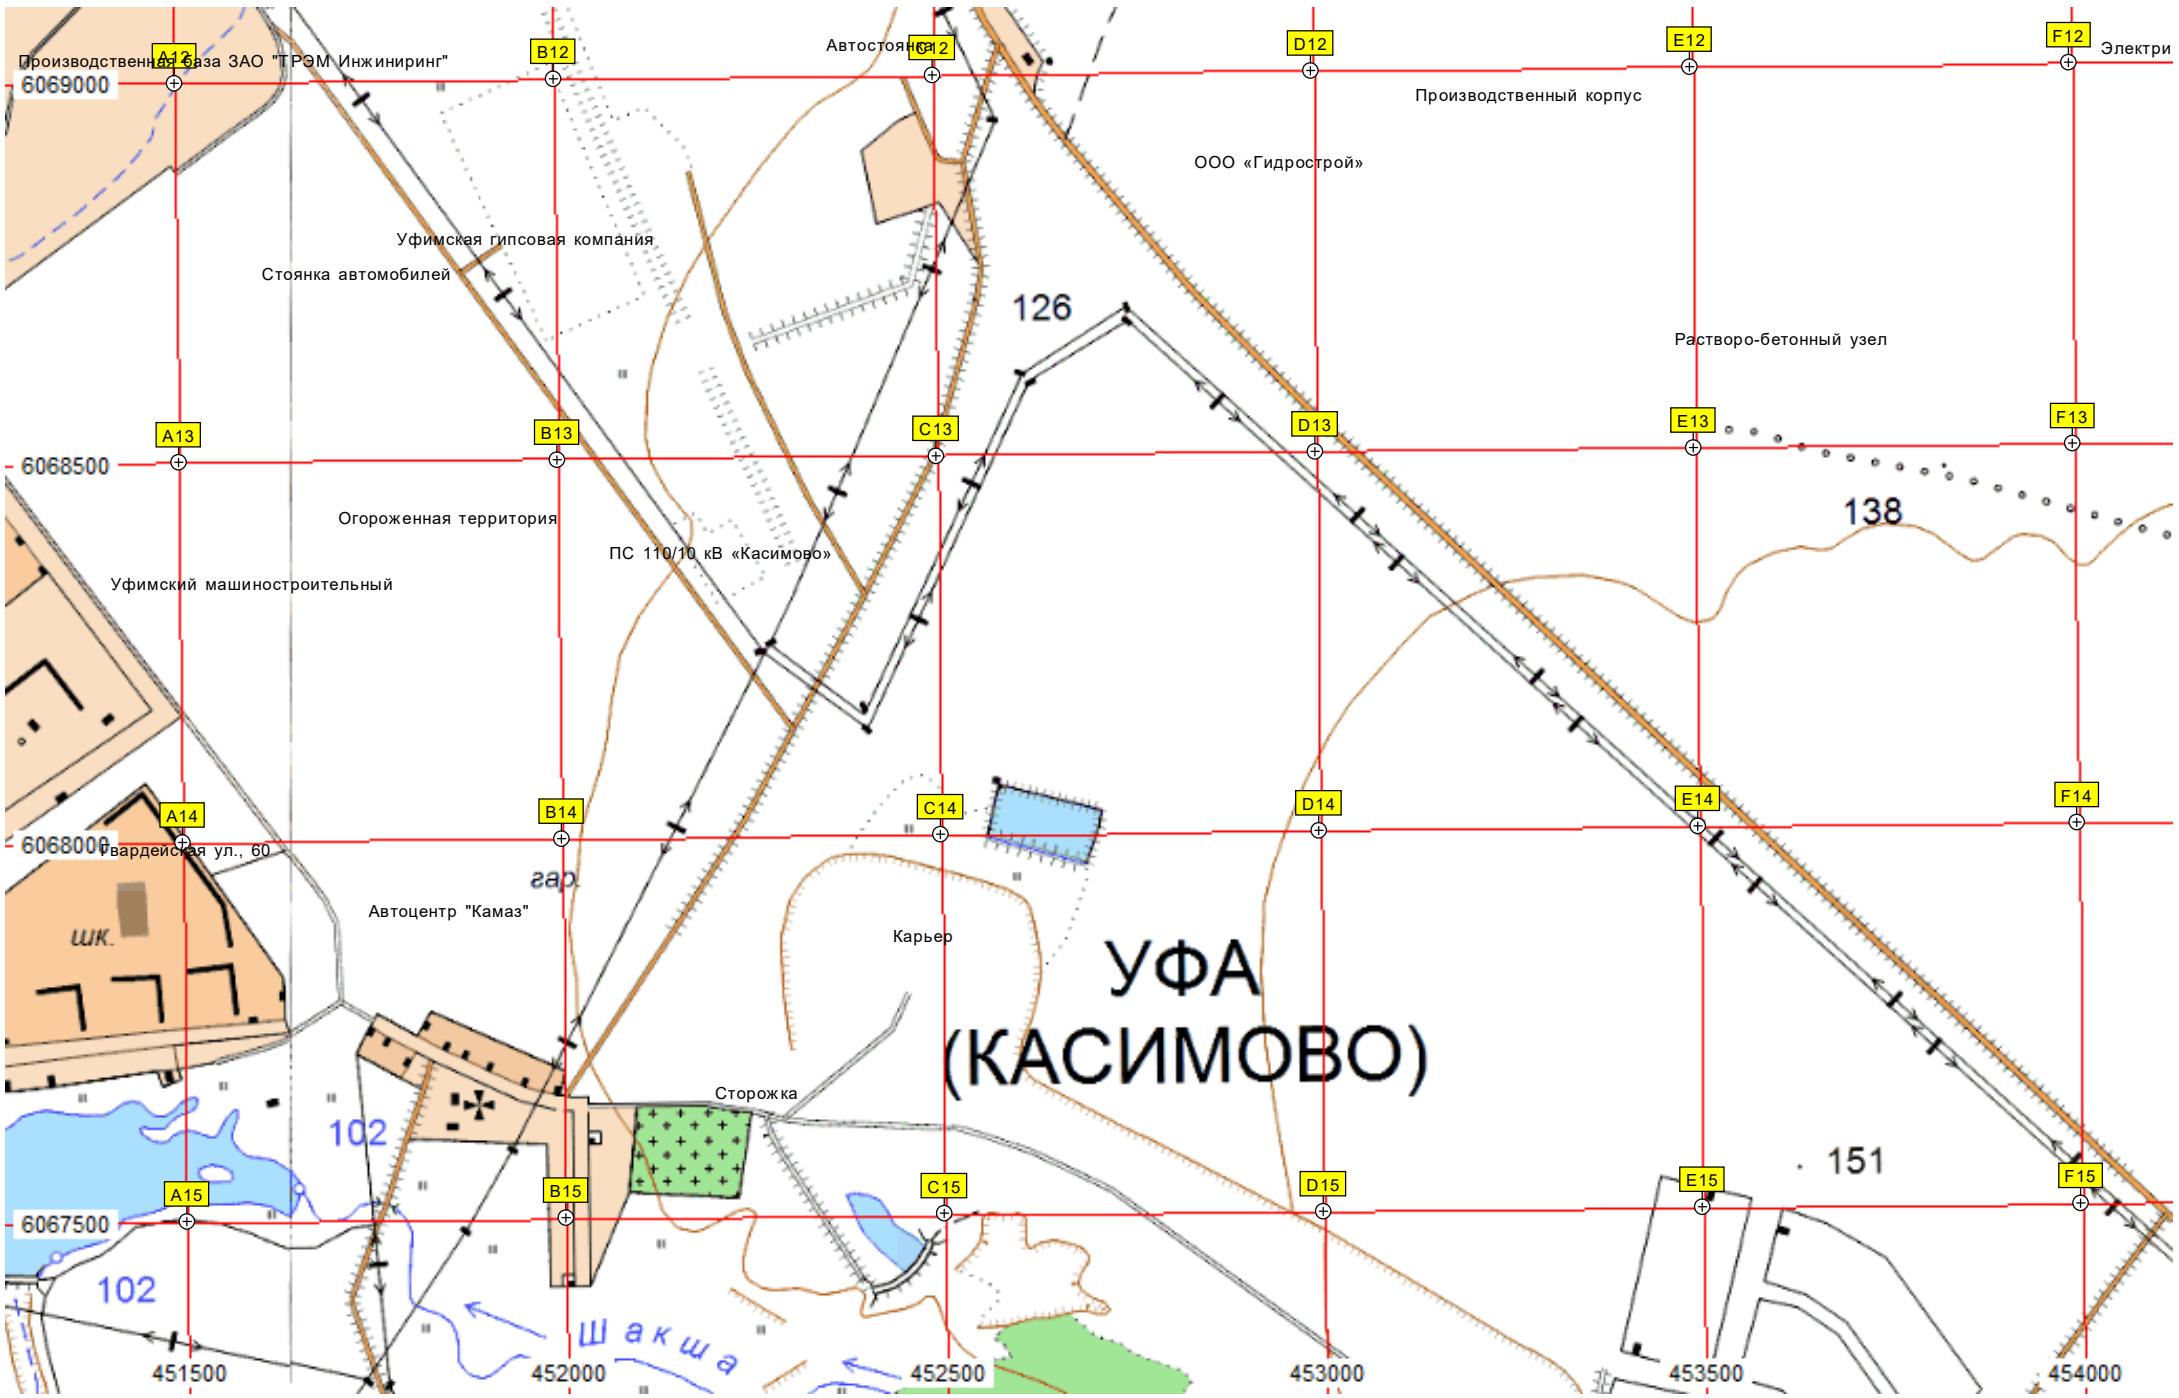 A12
B12
Автостоянка
C12
D12
E12
F12
Электри
Производственная база ЗАО "ТРЭМ Инжиниринг"
6069000
Производственный корпус
ООО «Гидрострой»
Уфимская гипсовая компания
Стоянка автомобилей
126
Растворо-бетонный узел
A13
B13
C13
D13
E13
F13
6068500
Огороженная территория
138
ПС 110/10 кВ «Касимово»
Уфимский машиностроительный
A14
B14
C14
D14
E14
F14
6068000
Гвардейская ул., 60
гар.
Автоцентр "Камаз"
шк.
Карьер
УФА
(КАСИМОВО)
Сторожка
102
151
A15
B15
C15
D15
E15
F15
6067500
102
Шакша
451500
452000
452500
453000
453500
454000